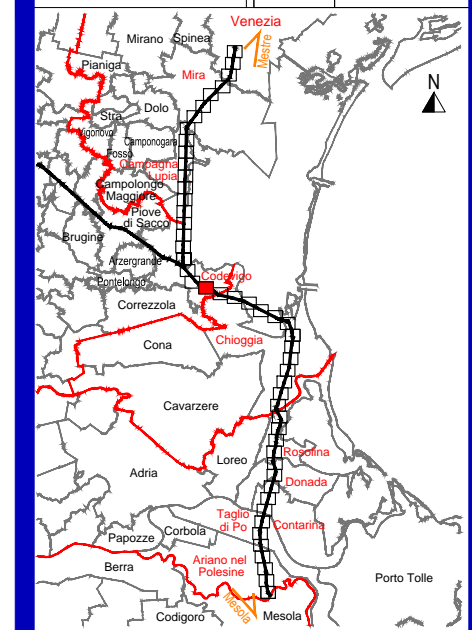 Venezia
Mirano
Spinea
Mestre
Pianiga
Mira
N
Dolo
Stra
Vigonovo
Camponogara
Fosso
Campagna
Lupia
Campolongo
Maggiore
Piove
di Sacco
Brugine
Arzergrande
Codevigo
Pontelongo
Correzzola
Chioggia
Cona
Cavarzere
Rosolina
Loreo
Adria
Donada
Taglio
di Po
Contarina
Corbola
Papozze
Ariano nel
Polesine
Berra
Porto Tolle
Mesola
Mesola
Codigoro